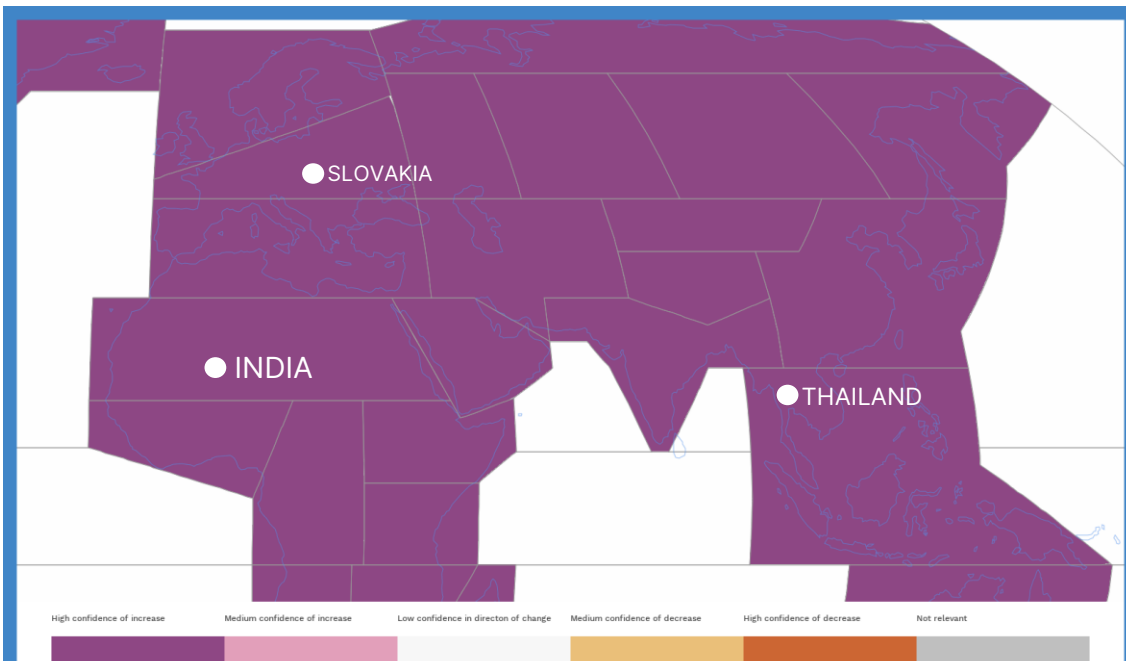 SLOVAKIA
INDIA
THAILAND
High confidence of increase
Medium confidence of increase
Low confidence in directon of change
Medium confidence of decrease
High confidence of decrease
Not relevant